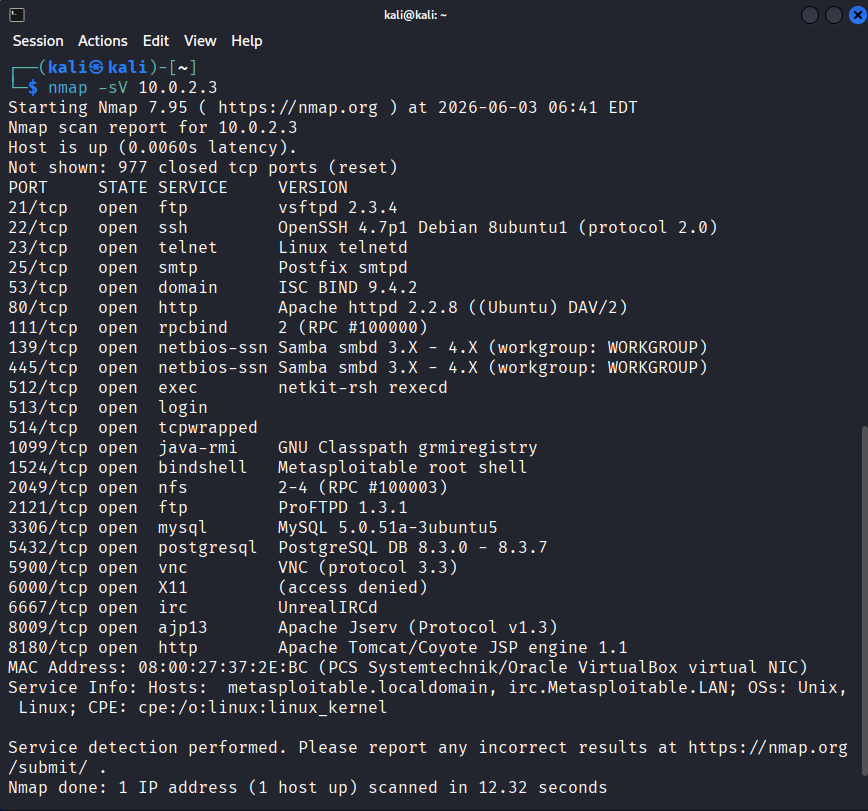 kali@kali: ~
Session Actions Edit View Help
┌──(kali㉿kali)-[~]
└─$ nmap -sV 10.0.2.3
Starting Nmap 7.95 ( https://nmap.org ) at 2026-06-03 06:41 EDT
Nmap scan report for 10.0.2.3
Host is up (0.0060s latency).
Not shown: 977 closed tcp ports (reset)
PORT     STATE SERVICE     VERSION
21/tcp   open  ftp         vsftpd 2.3.4
22/tcp   open  ssh         OpenSSH 4.7p1 Debian 8ubuntu1 (protocol 2.0)
23/tcp   open  telnet      Linux telnetd
25/tcp   open  smtp        Postfix smtpd
53/tcp   open  domain      ISC BIND 9.4.2
80/tcp   open  http        Apache httpd 2.2.8 ((Ubuntu) DAV/2)
111/tcp  open  rpcbind     2 (RPC #100000)
139/tcp  open  netbios-ssn Samba smbd 3.X - 4.X (workgroup: WORKGROUP)
445/tcp  open  netbios-ssn Samba smbd 3.X - 4.X (workgroup: WORKGROUP)
512/tcp  open  exec        netkit-rsh rexecd
513/tcp  open  login
514/tcp  open  tcpwrapped
1099/tcp open  java-rmi    GNU Classpath grmiregistry
1524/tcp open  bindshell   Metasploitable root shell
2049/tcp open  nfs         2-4 (RPC #100003)
2121/tcp open  ftp         ProFTPD 1.3.1
3306/tcp open  mysql       MySQL 5.0.51a-3ubuntu5
5432/tcp open  postgresql  PostgreSQL DB 8.3.0 - 8.3.7
5900/tcp open  vnc         VNC (protocol 3.3)
6000/tcp open  X11         (access denied)
6667/tcp open  irc         UnrealIRCd
8009/tcp open  ajp13       Apache Jserv (Protocol v1.3)
8180/tcp open  http        Apache Tomcat/Coyote JSP engine 1.1
MAC Address: 08:00:27:37:2E:BC (PCS Systemtechnik/Oracle VirtualBox virtual NIC)
Service Info: Hosts:  metasploitable.localdomain, irc.Metasploitable.LAN; OSs: Unix,
 Linux; CPE: cpe:/o:linux:linux_kernel

Service detection performed. Please report any incorrect results at https://nmap.org
/submit/ .
Nmap done: 1 IP address (1 host up) scanned in 12.32 seconds